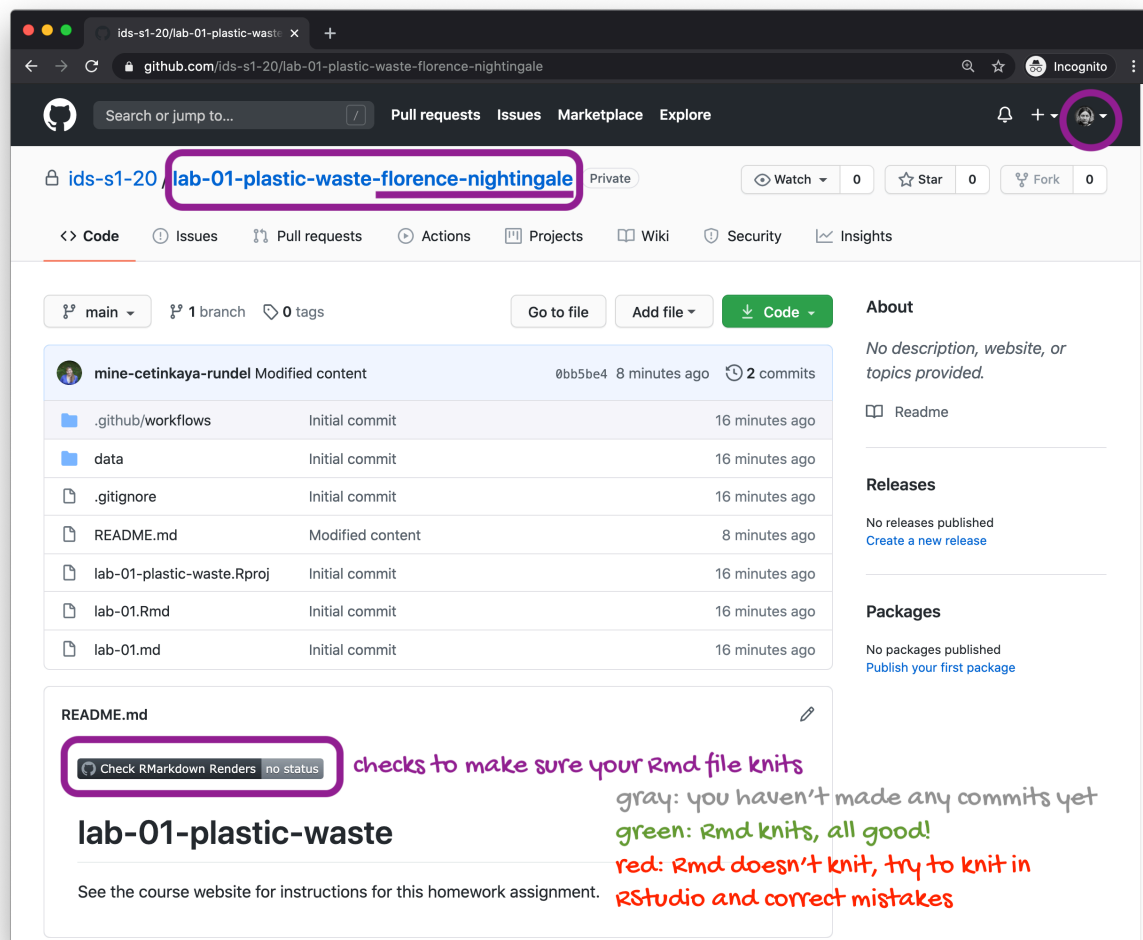 ids-s1-20/lab-01-plastic-waste
github.com/ids-s1-20/lab-01-plastic-waste-florence-nightingale
Incognito
Search or jump to...
/
Pull requests
Issues
Marketplace
Explore
ids-s1-20 / lab-01-plastic-waste-florence-nightingale
Private
Watch
0
Star
0
Fork
0
Code
Issues
Pull requests
Actions
Projects
Wiki
Security
Insights
main
1 branch
0 tags
Go to file
Add file
Code
mine-cetinkaya-rundel Modified content
0bb5be4 8 minutes ago
2 commits
.github/workflows
Initial commit
16 minutes ago
data
Initial commit
16 minutes ago
.gitignore
Initial commit
16 minutes ago
README.md
Modified content
8 minutes ago
lab-01-plastic-waste.Rproj
Initial commit
16 minutes ago
lab-01.Rmd
Initial commit
16 minutes ago
lab-01.md
Initial commit
16 minutes ago
About
No description, website, or
topics provided.
Readme
Releases
No releases published
Create a new release
Packages
No packages published
Publish your first package
README.md
Check RMarkdown Renders no status
checks to make sure your Rmd file knits
gray: you haven't made any commits yet
green: Rmd knits, all good!
red: Rmd doesn't knit, try to knit in
RStudio and correct mistakes
lab-01-plastic-waste
See the course website for instructions for this homework assignment.